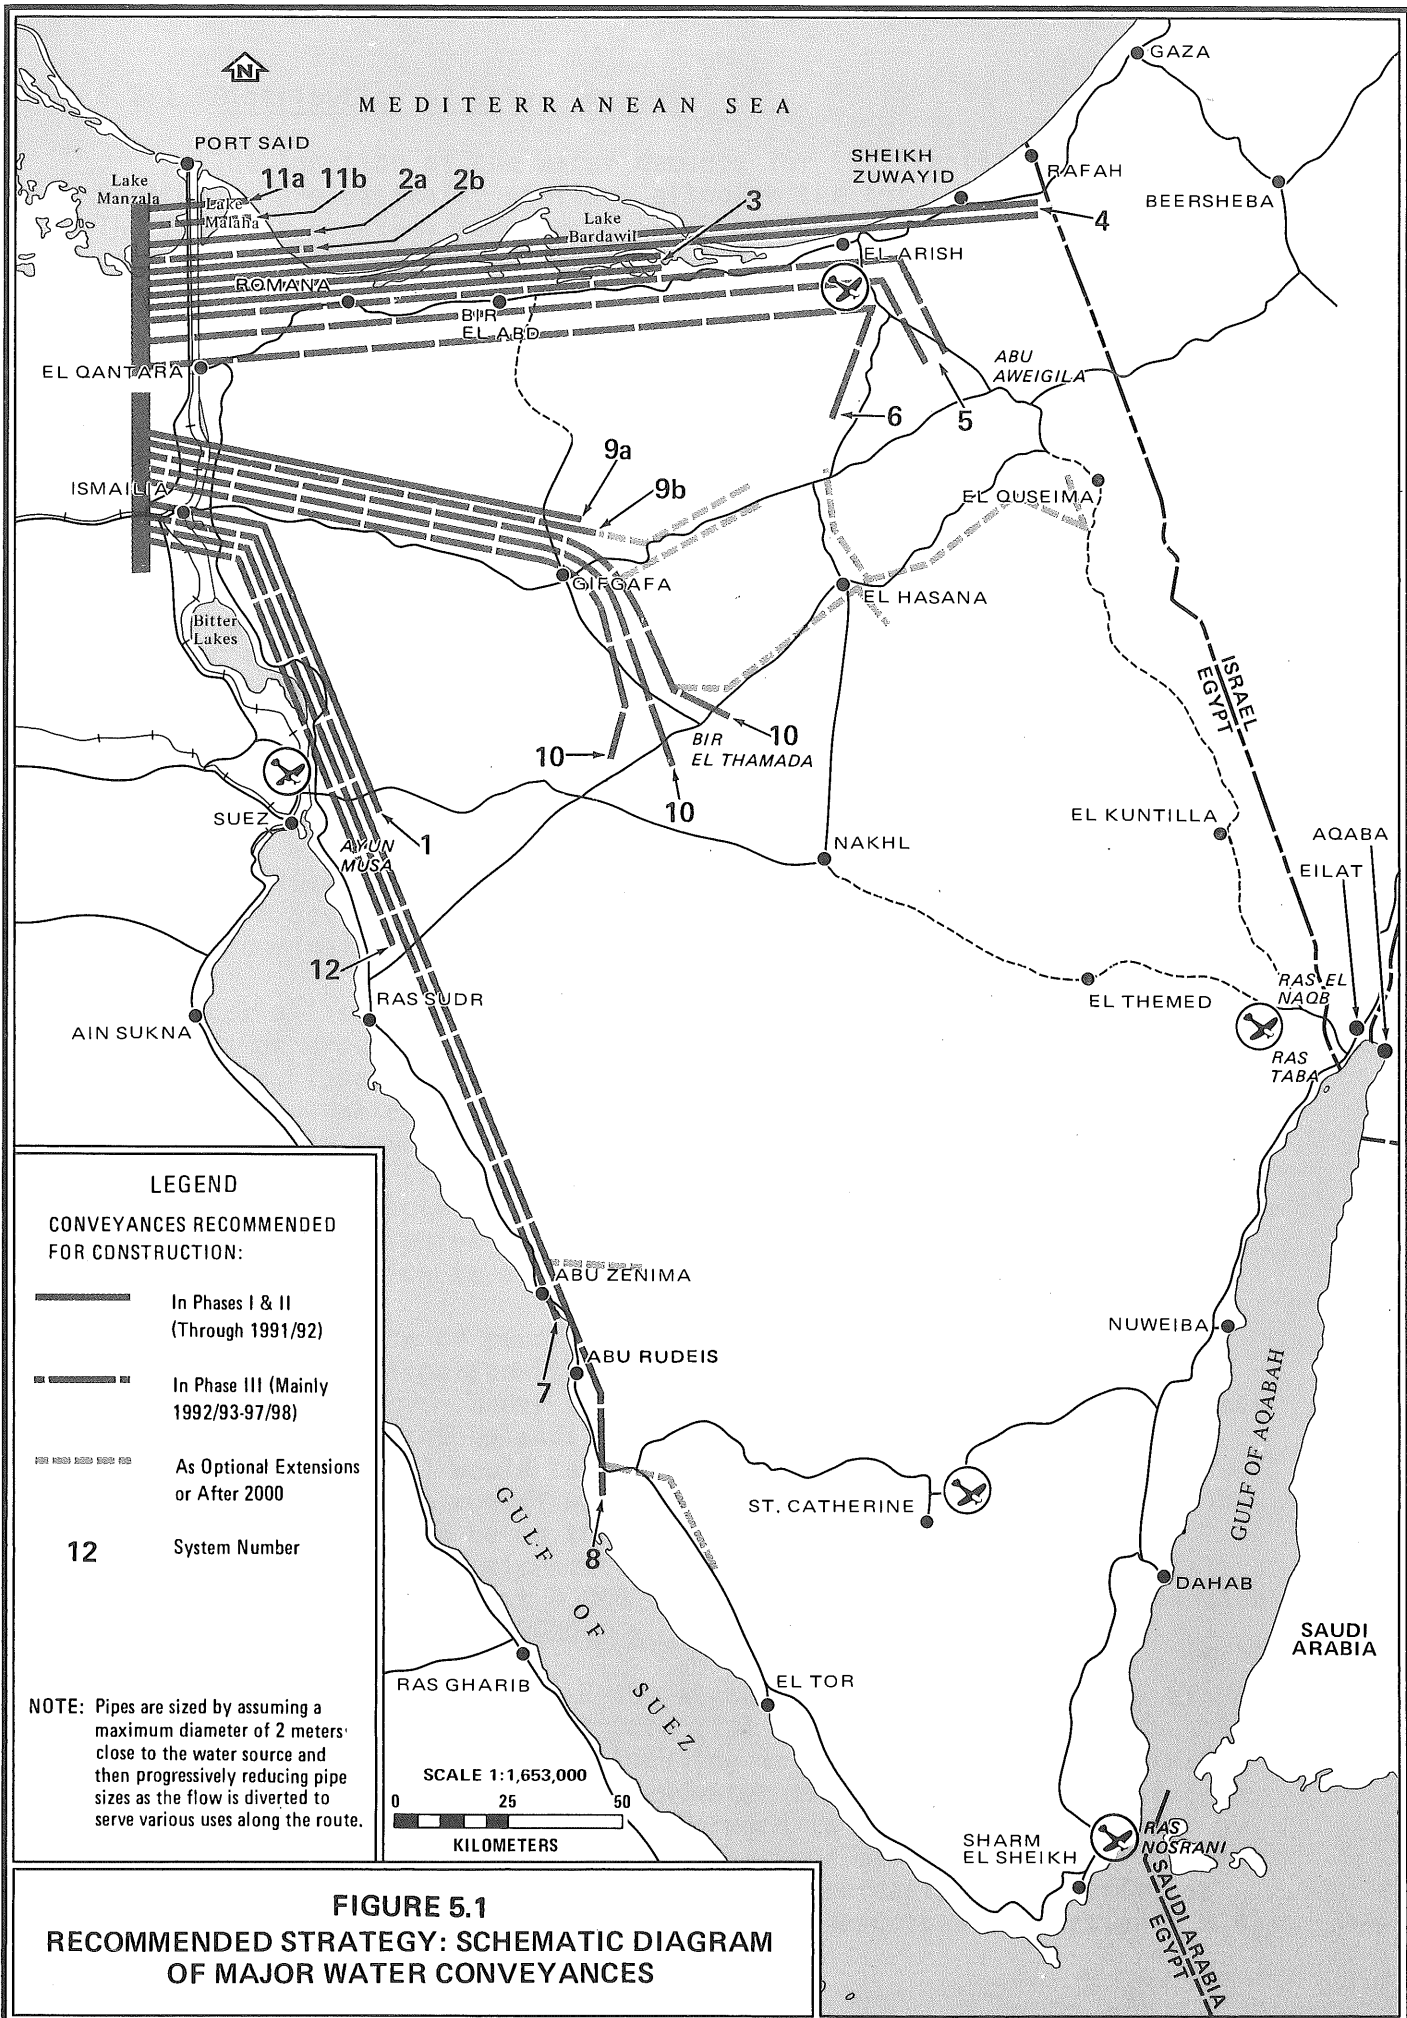 N
MEDITERRANEAN SEA
GAZA
PORT SAID
SHEIKH
ZUWAYID
RAFAH
BEERSHEBA
Lake
Manzala
11a
11b
2a
2b
Lake
Malaha
3
Lake
Bardawil
4
EL ARISH
ROMANA
BIR
EL ABD
EL QANTARA
ABU
AWEIGILA
6
5
9a
9b
ISMAILIA
EL QUSEIMA
GIFGAFA
EL HASANA
Bitter
Lakes
ISRAEL
EGYPT
10
BIR
EL THAMADA
10
10
SUEZ
1
AYUN
MUSA
EL KUNTILLA
AQABA
EILAT
NAKHL
12
RAS SUDR
AIN SUKNA
EL THEMED
RAS EL
NAQB
RAS
TABA
LEGEND
CONVEYANCES RECOMMENDED
FOR CONSTRUCTION:
In Phases I & II
(Through 1991/92)
In Phase III (Mainly
1992/93-97/98)
As Optional Extensions
or After 2000
12
System Number
NOTE: Pipes are sized by assuming a
maximum diameter of 2 meters
close to the water source and
then progressively reducing pipe
sizes as the flow is diverted to
serve various uses along the route.
ABU ZENIMA
7
ABU RUDEIS
8
NUWEIBA
GULF OF AQABAH
ST. CATHERINE
DAHAB
GULF OF SUEZ
SAUDI
ARABIA
RAS GHARIB
EL TOR
SCALE 1:1,653,000
0 25 50
KILOMETERS
SHARM
EL SHEIKH
RAS
NOSRANI
SAUDI ARABIA
EGYPT
FIGURE 5.1
RECOMMENDED STRATEGY: SCHEMATIC DIAGRAM
OF MAJOR WATER CONVEYANCES